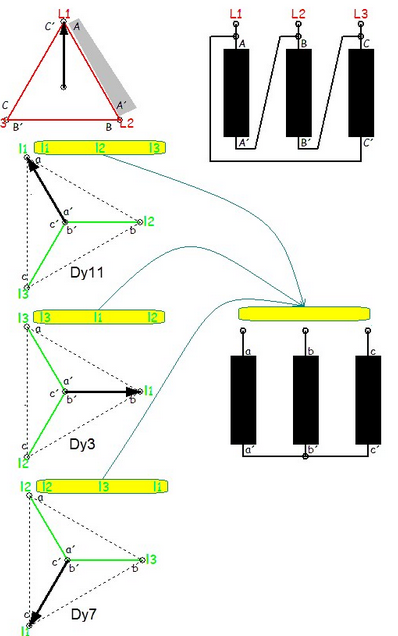 L1
C′ A
C A′
3 B′ B L2
L1 L2 L3
A B C
A′ B′ C′
l1 l1 l2 l3
a
a′
c′ b′ b l2
Dy11
c
l3
l3 l3 l1 l2
a
a′
c′ b′ b l1
Dy3
c
l2
a b c
a′ b′ c′
l2 l2 l3 l1
a
a′
c′ b′ b l3
c
Dy7
l1